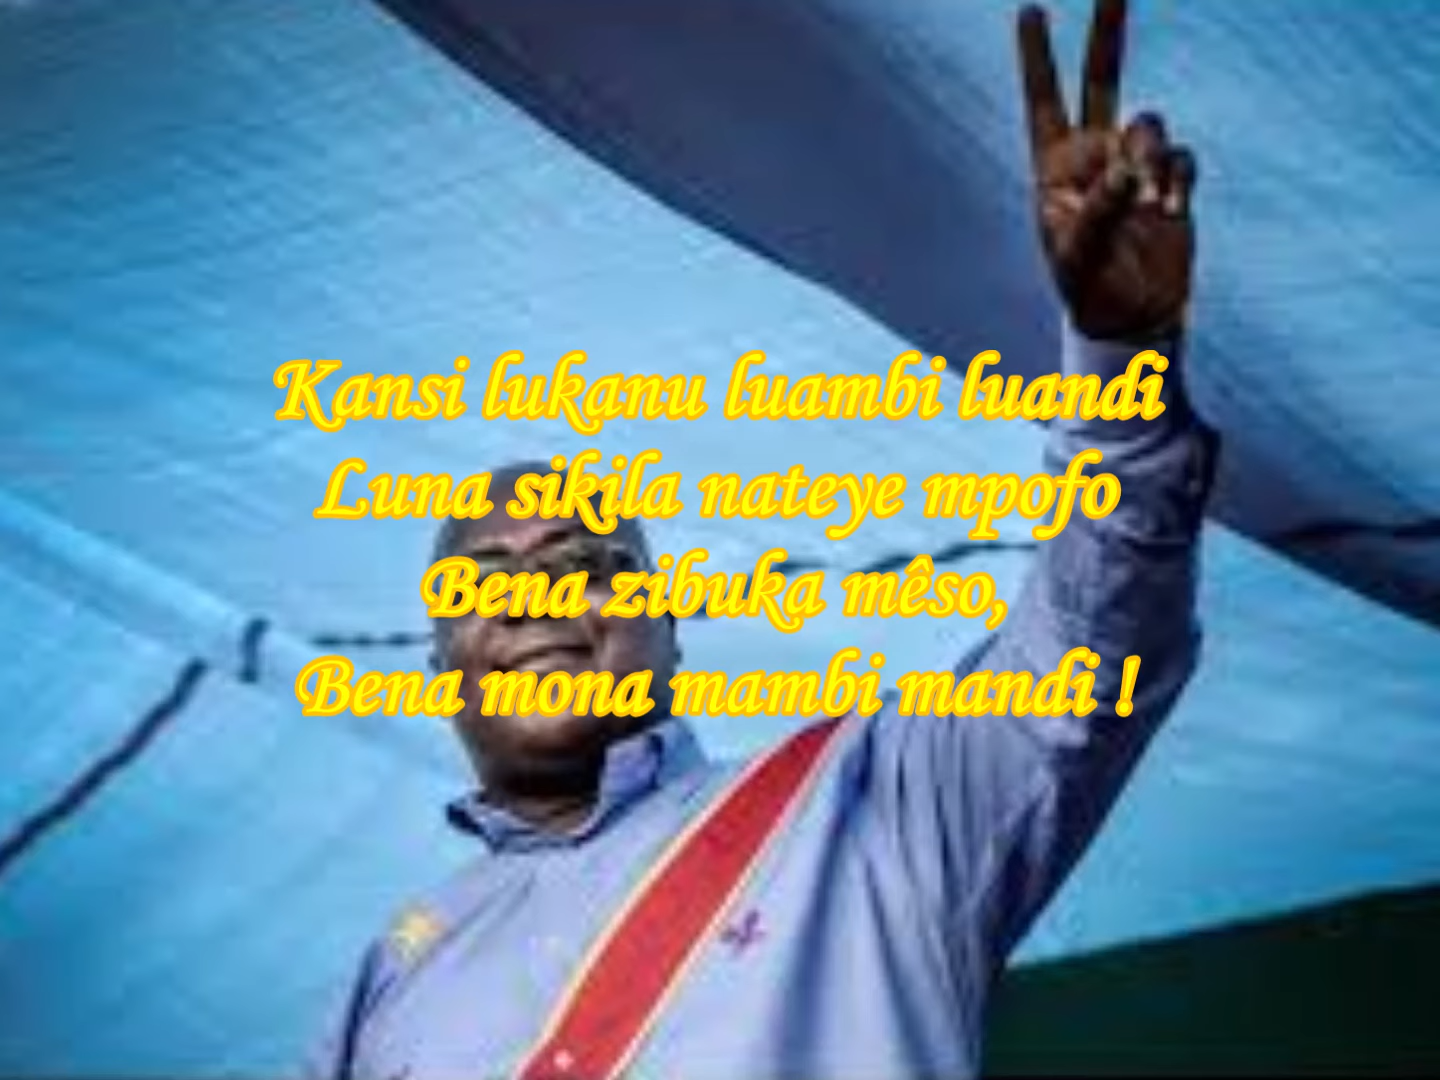 Kansi lukanu luambi luandi
Luna sikila nateye mpofo
Bena zibuka mêso,
Bena mona mambi mandi !